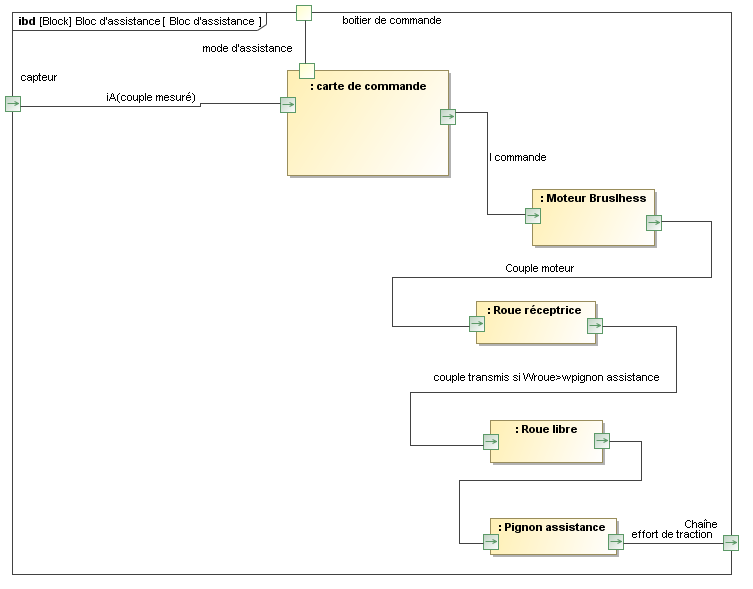 ibd [Block] Bloc d'assistance [ Bloc d'assistance ]
boitier de commande
mode d'assistance
capteur
: carte de commande
iA(couple mesuré)
I commande
: Moteur Bruslhess
Couple moteur
: Roue réceptrice
couple transmis si Wroue>wpignon assistance
: Roue libre
: Pignon assistance
Chaîne
effort de traction